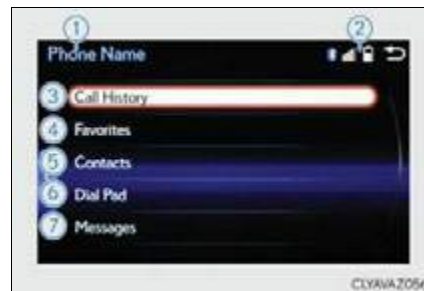 1 2
Phone Name
3 Call History
4 Favorites
5 Contacts
6 Dial Pad
7 Messages
CLYAVAZ056